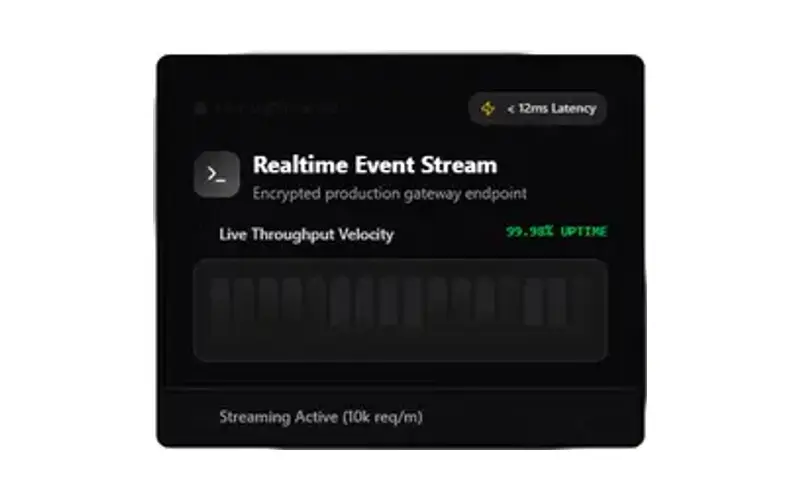 < 12ms Latency
>_
Realtime Event Stream
Encrypted production gateway endpoint
Live Throughput Velocity
99.98% UPTIME
Streaming Active (10k req/m)